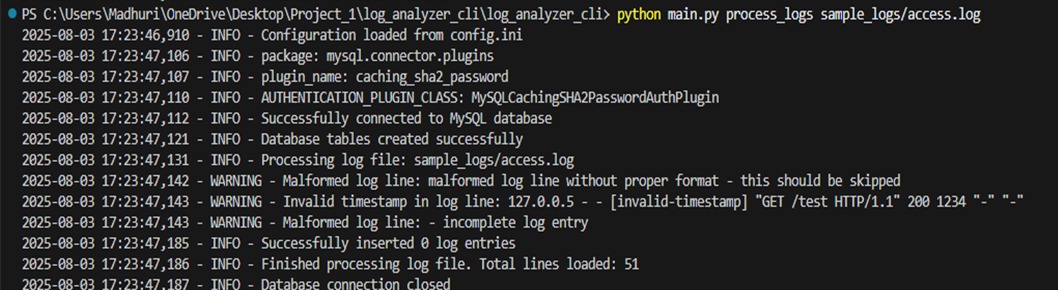 PS C:\Users\Madhuri\OneDrive\Desktop\Project_1\log_analyzer_cli\log_analyzer_cli> python main.py process_logs sample_logs/access.log
2025-08-03 17:23:46,910 - INFO - Configuration loaded from config.ini
2025-08-03 17:23:47,106 - INFO - package: mysql.connector.plugins
2025-08-03 17:23:47,107 - INFO - plugin_name: caching_sha2_password
2025-08-03 17:23:47,110 - INFO - AUTHENTICATION_PLUGIN_CLASS: MySQLCachingSHA2PasswordAuthPlugin
2025-08-03 17:23:47,112 - INFO - Successfully connected to MySQL database
2025-08-03 17:23:47,121 - INFO - Database tables created successfully
2025-08-03 17:23:47,131 - INFO - Processing log file: sample_logs/access.log
2025-08-03 17:23:47,142 - WARNING - Malformed log line: malformed log line without proper format - this should be skipped
2025-08-03 17:23:47,143 - WARNING - Invalid timestamp in log line: 127.0.0.5 - - [invalid-timestamp] "GET /test HTTP/1.1" 200 1234 "-" "-"
2025-08-03 17:23:47,143 - WARNING - Malformed log line: - incomplete log entry
2025-08-03 17:23:47,185 - INFO - Successfully inserted 0 log entries
2025-08-03 17:23:47,186 - INFO - Finished processing log file. Total lines loaded: 51
2025-08-03 17:23:47,187 - INFO - Database connection closed